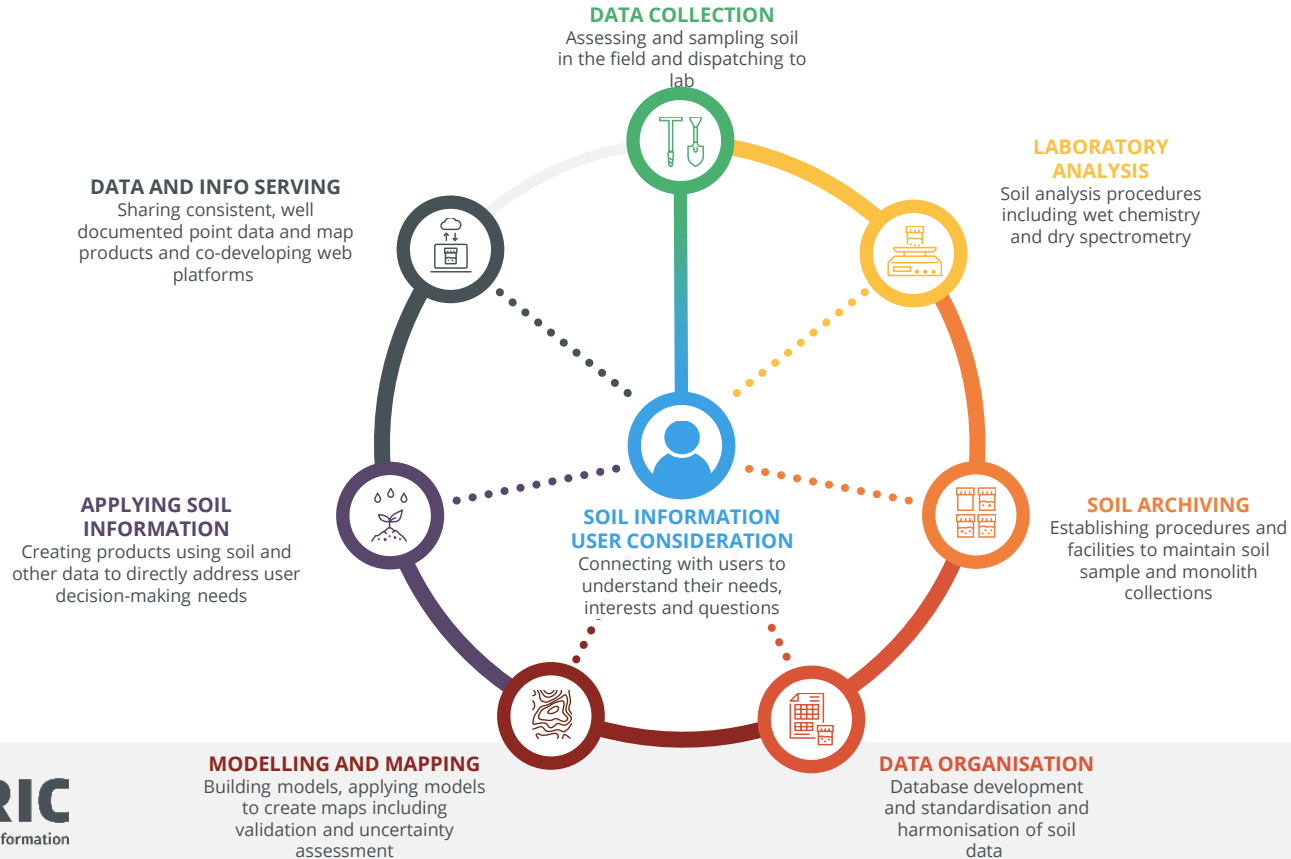 DATA COLLECTION
Assessing and sampling soil
in the field and dispatching to
lab
LABORATORY
ANALYSIS
Soil analysis procedures
including wet chemistry
and dry spectrometry
DATA AND INFO SERVING
Sharing consistent, well
documented point data and map
products and co-developing web
platforms
SOIL INFORMATION
USER CONSIDERATION
Connecting with users to
understand their needs,
interests and questions
SOIL ARCHIVING
Establishing procedures and
facilities to maintain soil
sample and monolith
collections
APPLYING SOIL
INFORMATION
Creating products using soil and
other data to directly address user
decision-making needs
MODELLING AND MAPPING
Building models, applying models
to create maps including
validation and uncertainty
assessment
DATA ORGANISATION
Database development
and standardisation and
harmonisation of soil
data
RIC
formation